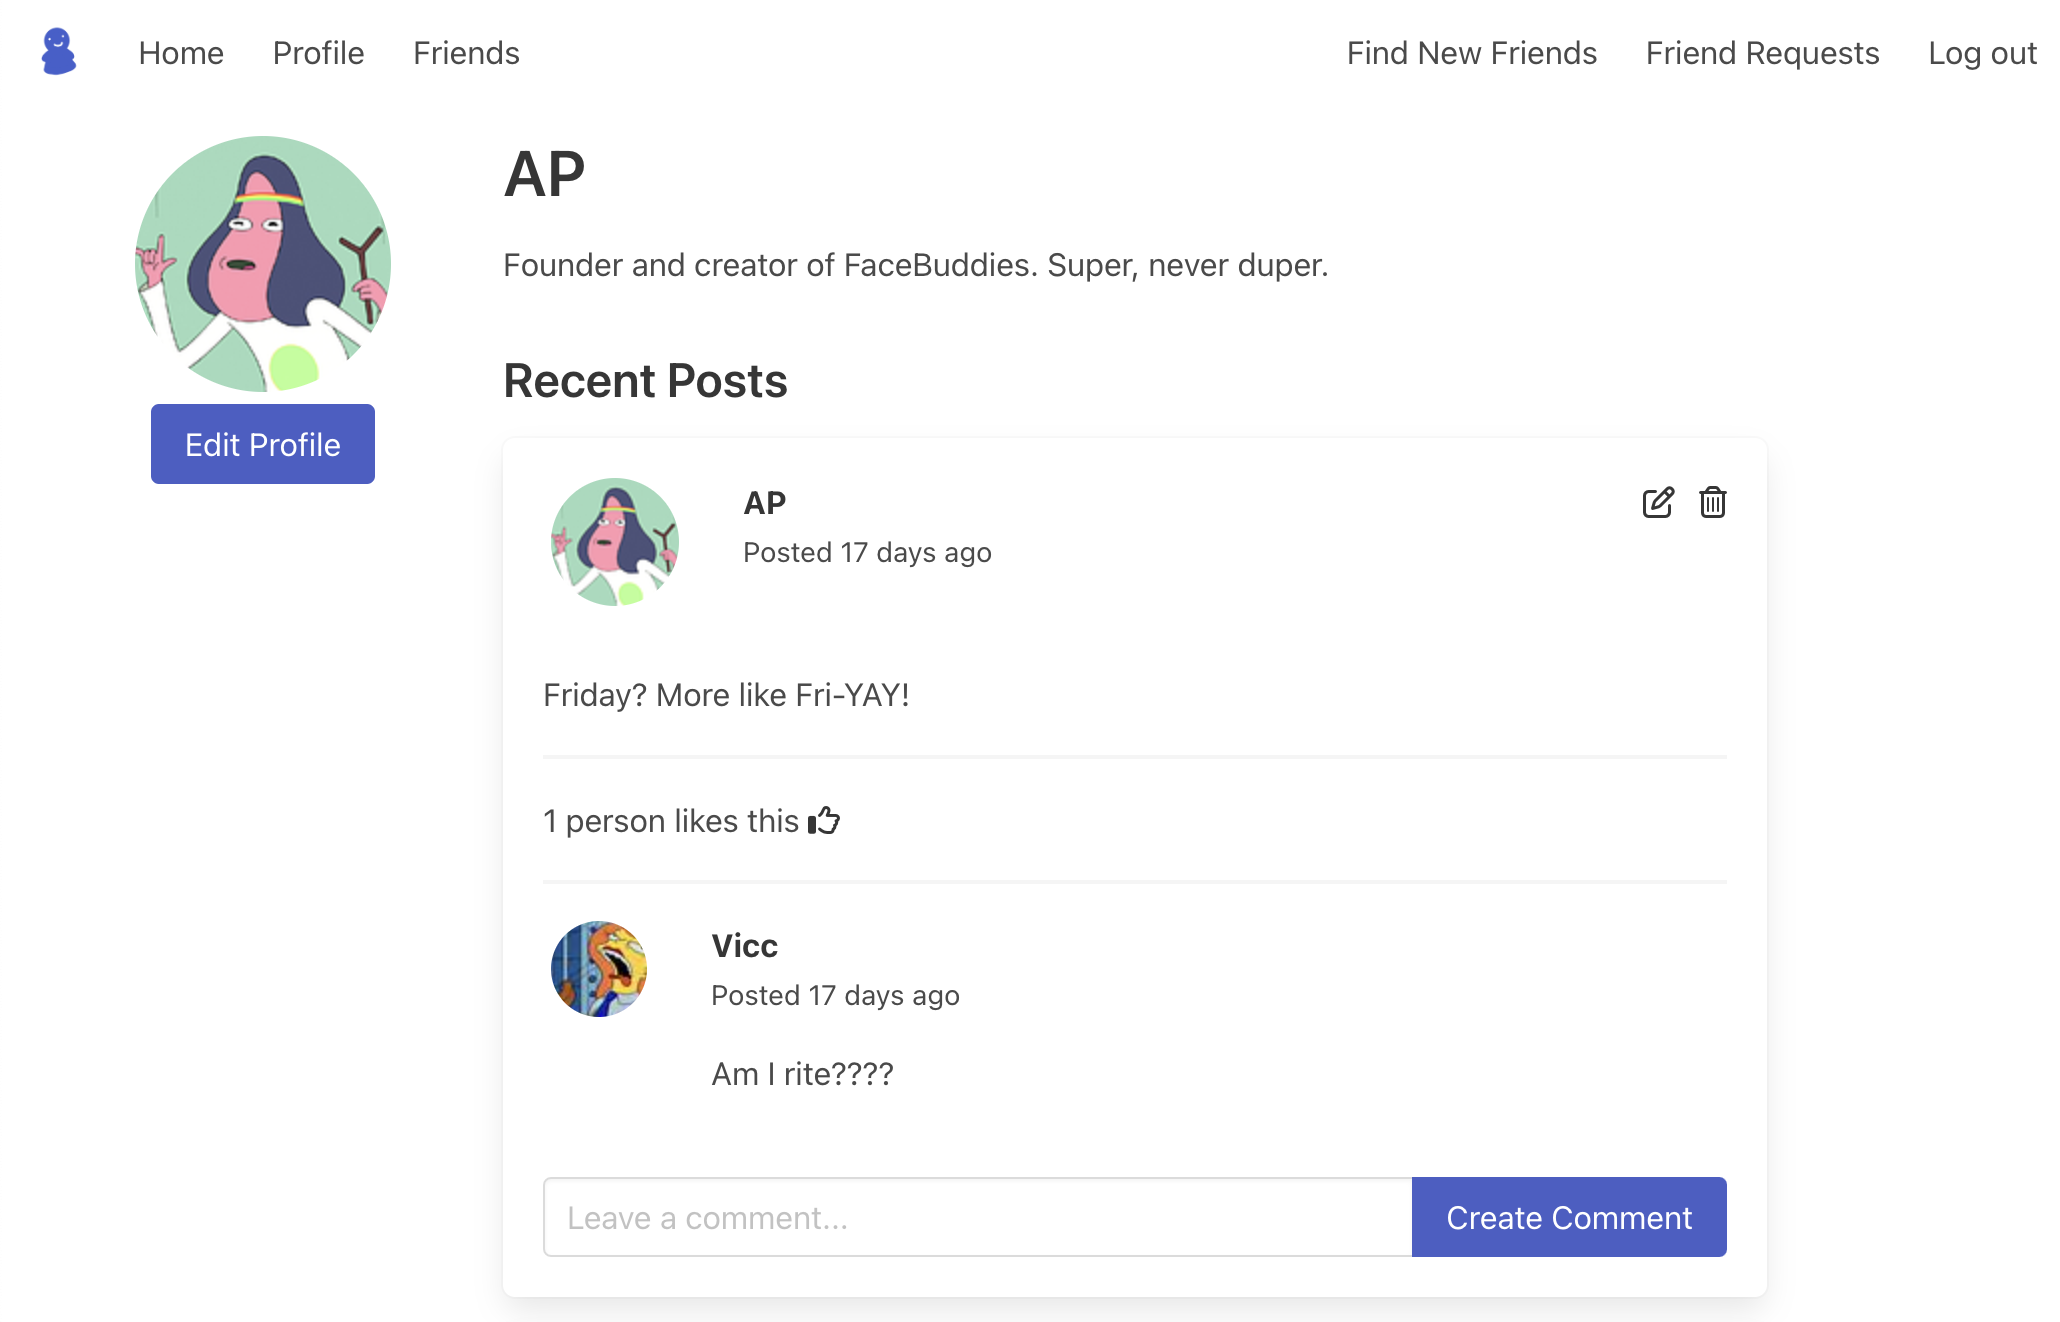 Home Profile Friends Find New Friends Friend Requests Log out
AP
Founder and creator of FaceBuddies. Super, never duper.
Edit Profile
Recent Posts
AP
Posted 17 days ago
Friday? More like Fri-YAY!
1 person likes this
Vicc
Posted 17 days ago
Am I rite????
Leave a comment...
Create Comment